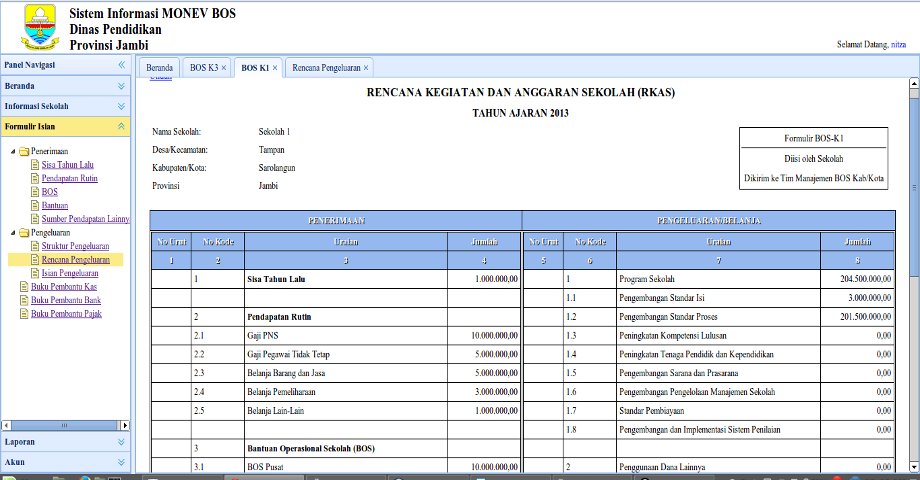 Sistem Informasi MONEV BOS
Dinas Pendidikan
Provinsi Jambi
Selamat Datang, nitza
Panel Navigasi
Beranda
Informasi Sekolah
Formulir Isian
Penerimaan
Sisa Tahun Lalu
Pendapatan Rutin
BOS
Bantuan
Sumber Pendapatan Lainny
Pengeluaran
Struktur Pengeluaran
Rencana Pengeluaran
Isian Pengeluaran
Buku Pembantu Kas
Buku Pembantu Bank
Buku Pembantu Pajak
Laporan
Akun
Beranda BOS K3 × BOS K1 × Rencana Pengeluaran ×
RENCANA KEGIATAN DAN ANGGARAN SEKOLAH (RKAS)
TAHUN AJARAN 2013
Nama Sekolah: Sekolah 1
Desa/Kecamatan: Tampan
Kabupaten/Kota: Sarolangun
Provinsi Jambi
Formulir BOS-K1
Diisi oleh Sekolah
Dikirim ke Tim Manajemen BOS Kab/Kota
PENERIMAAN PENGELUARAN/BELANJA
No Urut No Kode Uraian Jumlah No Urut No Kode Uraian Jumlah
1 2 3 4 5 6 7 8
1 Sisa Tahun Lalu 1.000.000,00 1 Program Sekolah 204.500.000,00
1.1 Pengembangan Standar Isi 3.000.000,00
2 Pendapatan Rutin 1.2 Pengembangan Standar Proses 201.500.000,00
2.1 Gaji PNS 10.000.000,00 1.3 Peningkatan Kompetensi Lulusan 0,00
2.2 Gaji Pegawai Tidak Tetap 5.000.000,00 1.4 Peningkatan Tenaga Pendidik dan Kependidikan 0,00
2.3 Belanja Barang dan Jasa 5.000.000,00 1.5 Pengembangan Sarana dan Prasarana 0,00
2.4 Belanja Pemeliharaan 3.000.000,00 1.6 Pengembangan Pengelolaan Manajemen Sekolah 0,00
2.5 Belanja Lain-Lain 1.000.000,00 1.7 Standar Pembiayaan 0,00
1.8 Pengembangan dan Implementasi Sistem Penilaian 0,00
3 Bantuan Operasional Sekolah (BOS)
3.1 BOS Pusat 10.000.000,00 2 Penggunaan Dana Lainnya 0,00